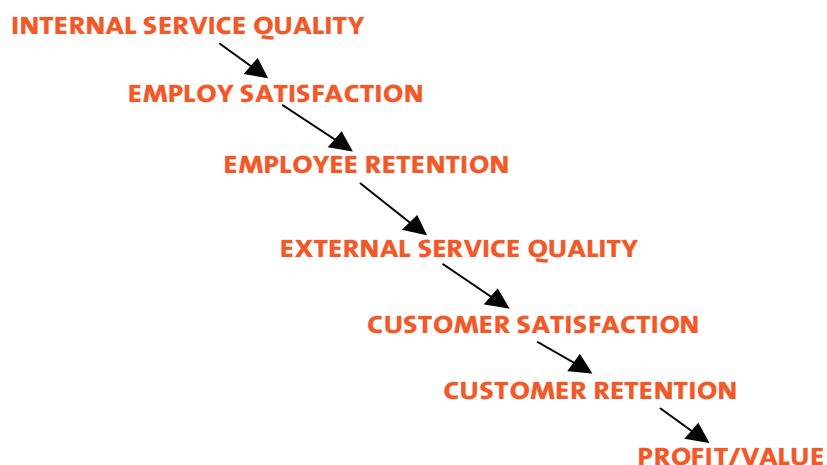 INTERNAL SERVICE QUALITY
EMPLOY SATISFACTION
EMPLOYEE RETENTION
EXTERNAL SERVICE QUALITY
CUSTOMER SATISFACTION
CUSTOMER RETENTION
PROFIT/VALUE